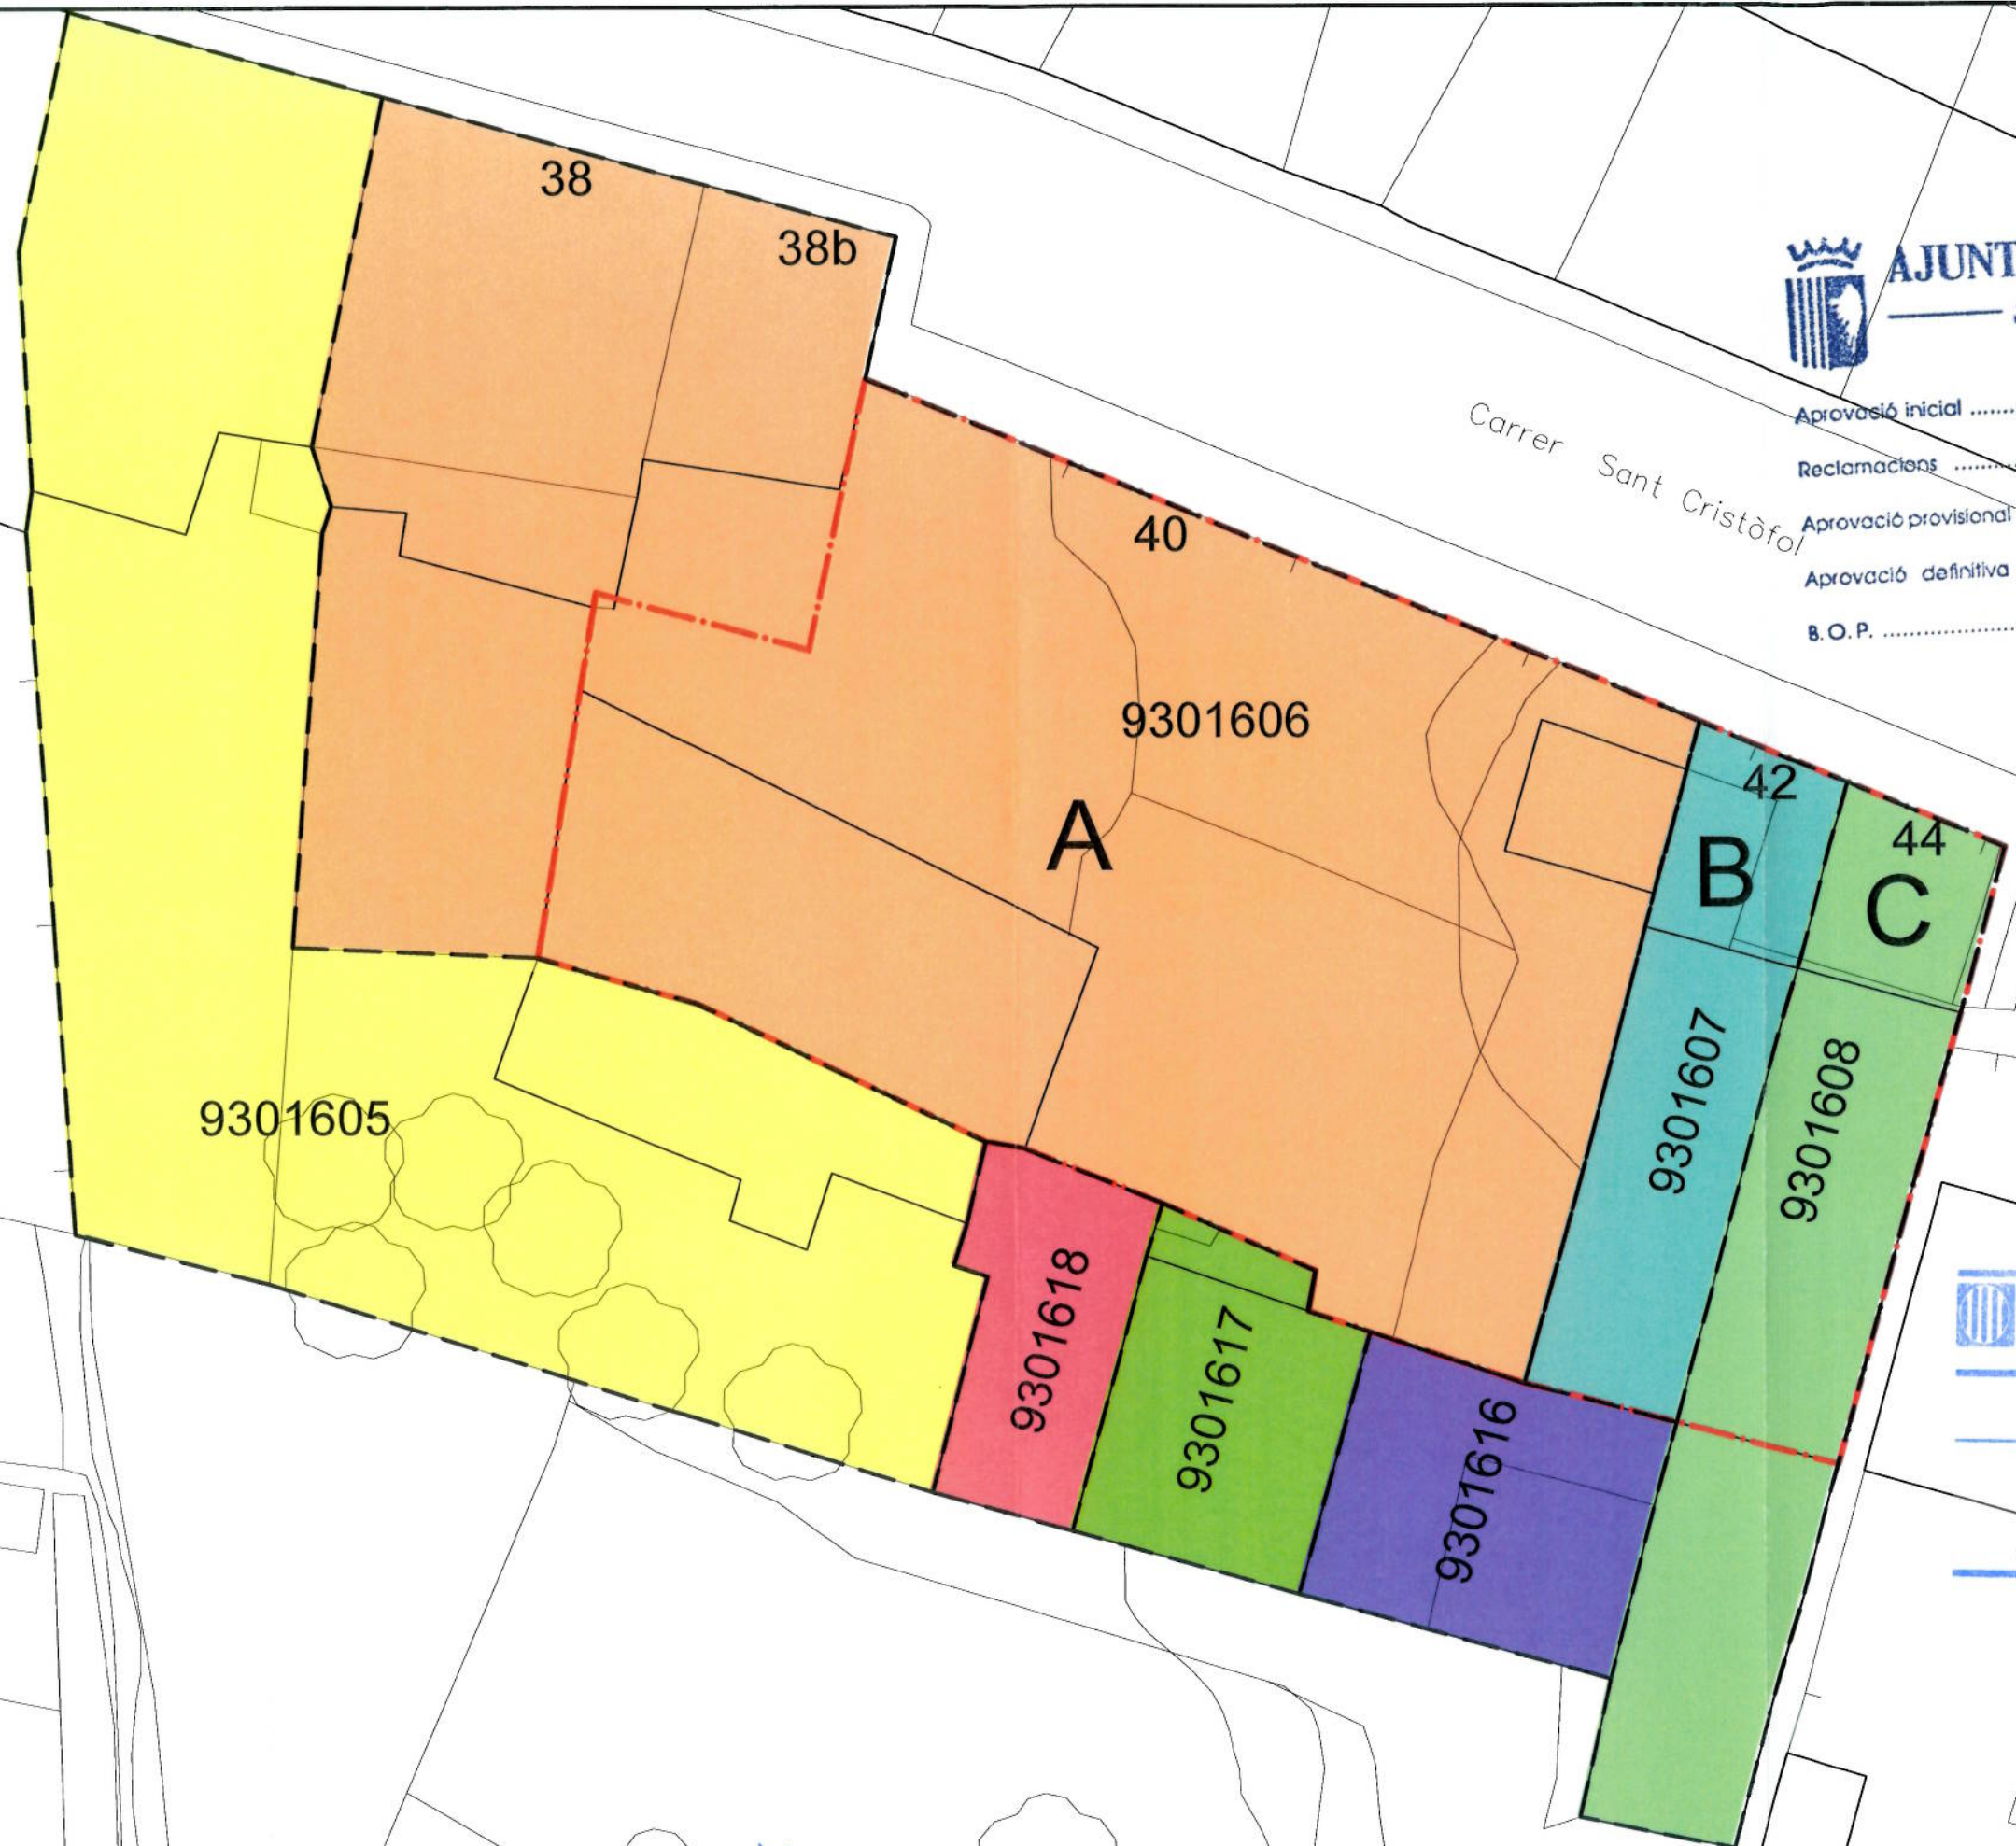 38
38b
AJUNT
Carrer Sant Cristòfol
Aprovació inicial
Reclamacions
40
Aprovació provisional
Aprovació definitiva
B.O.P.
9301606
42
A
B
44
C
9301607
9301608
9301605
9301618
9301617
9301616